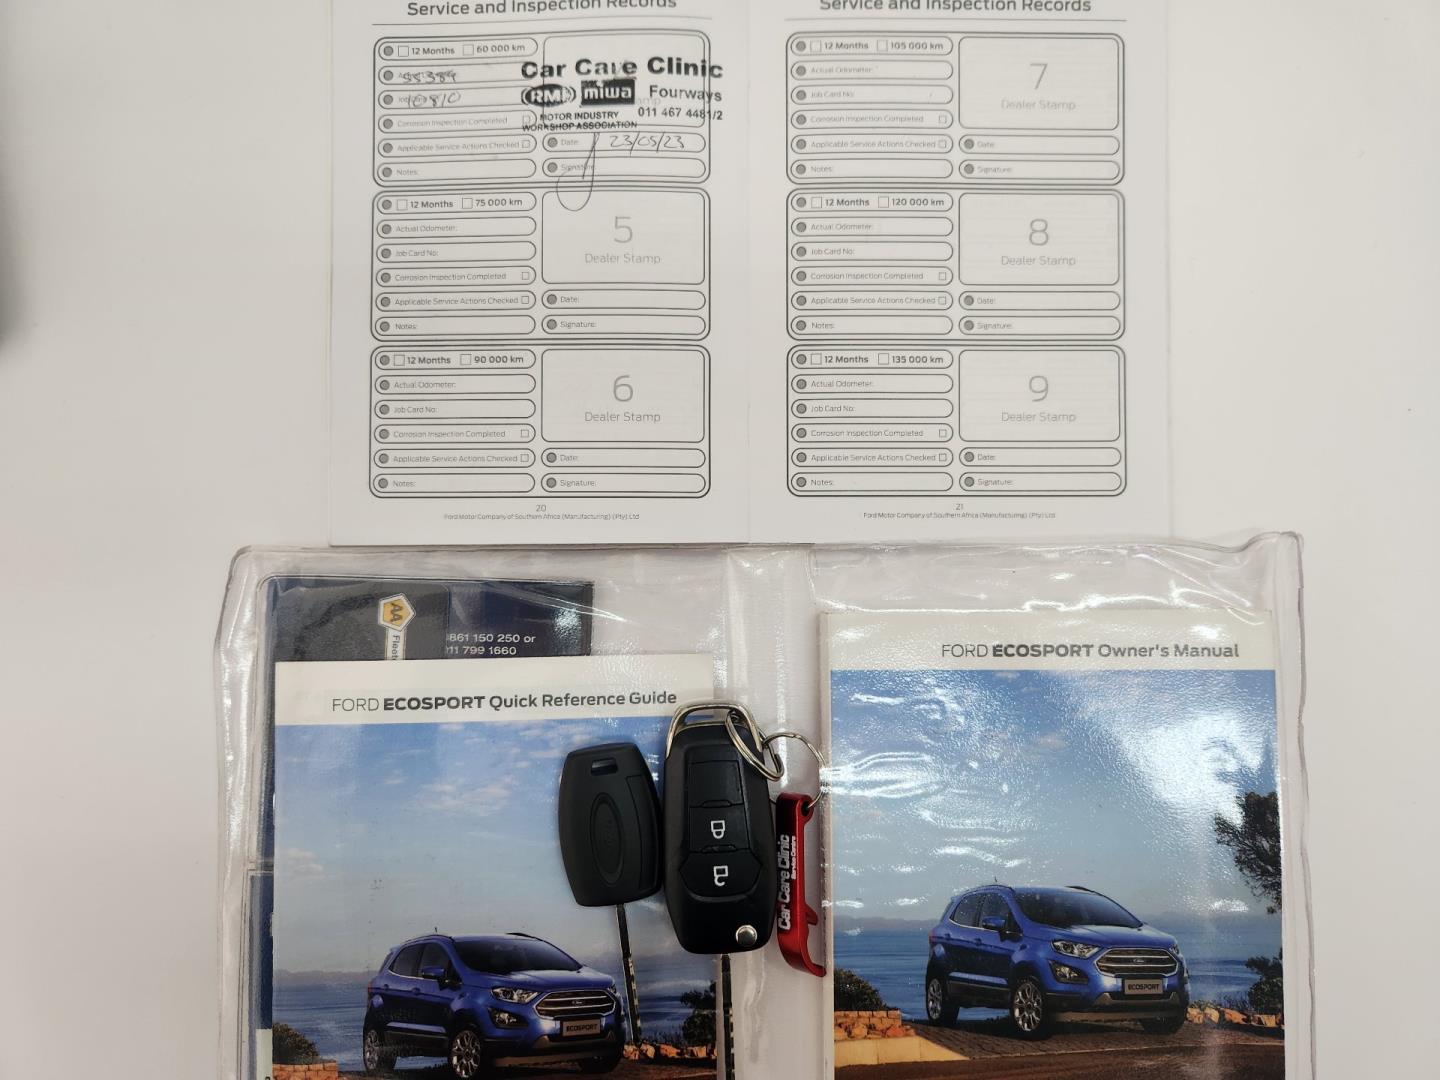 Service and Inspection Records
12 Months 60 000 km
55389
10810
Corrosion Inspection Completed
Applicable Service Actions Checked
Notes:
Car Care Clinic
RMI miwa Fourways
MOTOR INDUSTRY 011 467 4481/2
WORKSHOP ASSOCIATION
Date: 23/05/23
Signature:
12 Months 75 000 km
Actual Odometer:
Job Card No:
Corrosion Inspection Completed
Applicable Service Actions Checked
Notes:
5
Dealer Stamp
Date:
Signature:
12 Months 90 000 km
Actual Odometer:
Job Card No:
Corrosion Inspection Completed
Applicable Service Actions Checked
Notes:
6
Dealer Stamp
Date:
Signature:
20
Ford Motor Company of Southern Africa (Manufacturing) (Pty) Ltd
Service and Inspection Records
12 Months 105 000 km
Actual Odometer:
Job Card No:
Corrosion Inspection Completed
Applicable Service Actions Checked
Notes:
7
Dealer Stamp
Date:
Signature:
12 Months 120 000 km
Actual Odometer:
Job Card No:
Corrosion Inspection Completed
Applicable Service Actions Checked
Notes:
8
Dealer Stamp
Date:
Signature:
12 Months 135 000 km
Actual Odometer:
Job Card No:
Corrosion Inspection Completed
Applicable Service Actions Checked
Notes:
9
Dealer Stamp
Date:
Signature:
21
Ford Motor Company of Southern Africa (Manufacturing) (Pty) Ltd
AA
861 150 250 or
11 799 1660
FORD ECOSPORT Quick Reference Guide
ECOSPORT
Car Care Clinic
Service Centre
FORD ECOSPORT Owner's Manual
ECOSPORT